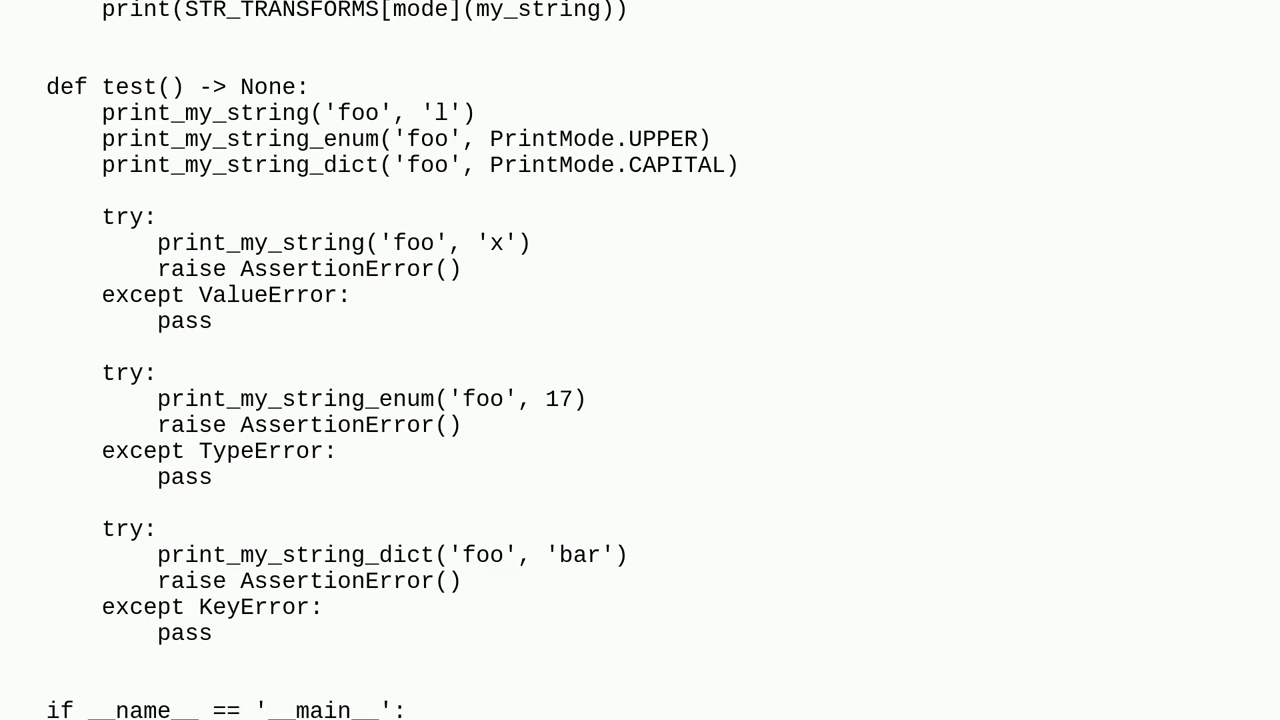 print(STR_TRANSFORMS[mode](my_string))
def test() -> None:
    print_my_string('foo', 'l')
    print_my_string_enum('foo', PrintMode.UPPER)
    print_my_string_dict('foo', PrintMode.CAPITAL)
    try:
        print_my_string('foo', 'x')
        raise AssertionError()
    except ValueError:
        pass
    try:
        print_my_string_enum('foo', 17)
        raise AssertionError()
    except TypeError:
        pass
    try:
        print_my_string_dict('foo', 'bar')
        raise AssertionError()
    except KeyError:
        pass
if __name__ == '__main__':